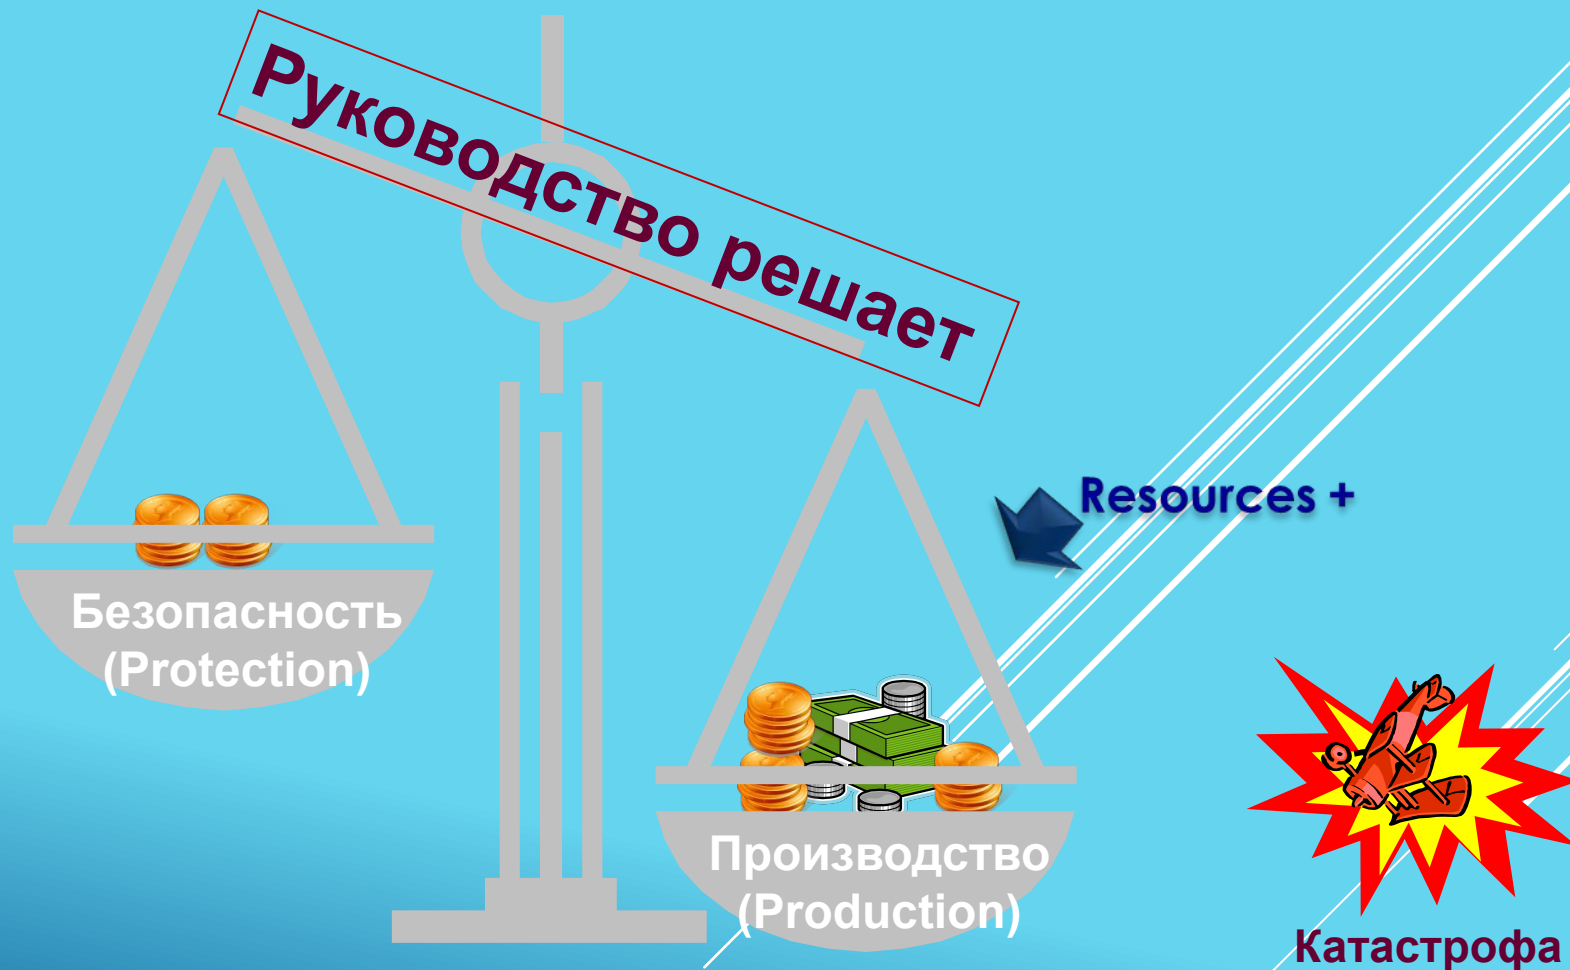 Руководство решает
Resources +
Безопасность
(Protection)
Производство
(Production)
Катастрофа